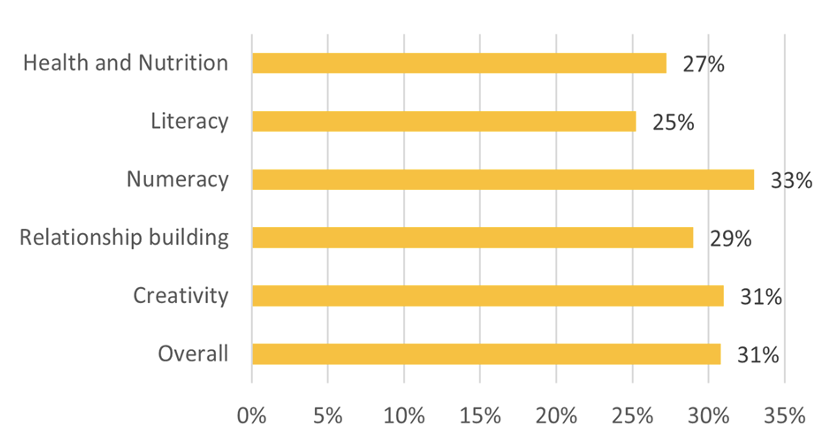 Health and Nutrition 27%
Literacy 25%
Numeracy 33%
Relationship building 29%
Creativity 31%
Overall 31%
0% 5% 10% 15% 20% 25% 30% 35%